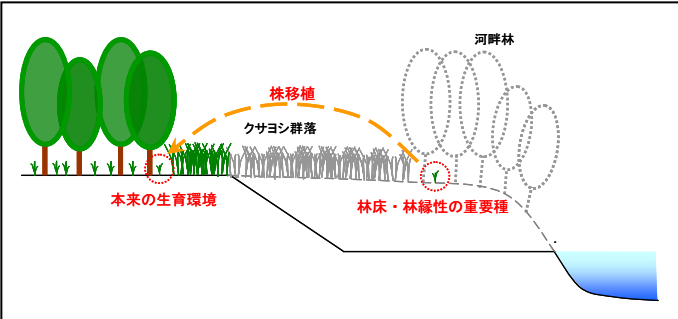 河畔林
株移植
クサヨシ群落
本来の生育環境
林床・林縁性の重要種